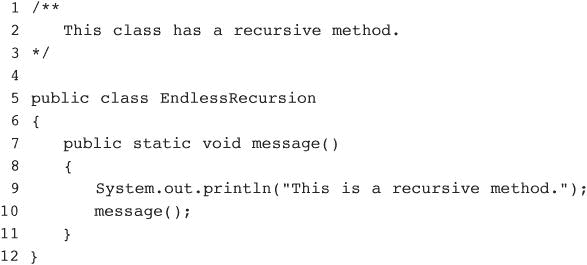 1 /**
2    This class has a recursive method.
3 */
4
5 public class EndlessRecursion
6 {
7    public static void message()
8    {
9       System.out.println("This is a recursive method.");
10       message();
11    }
12 }